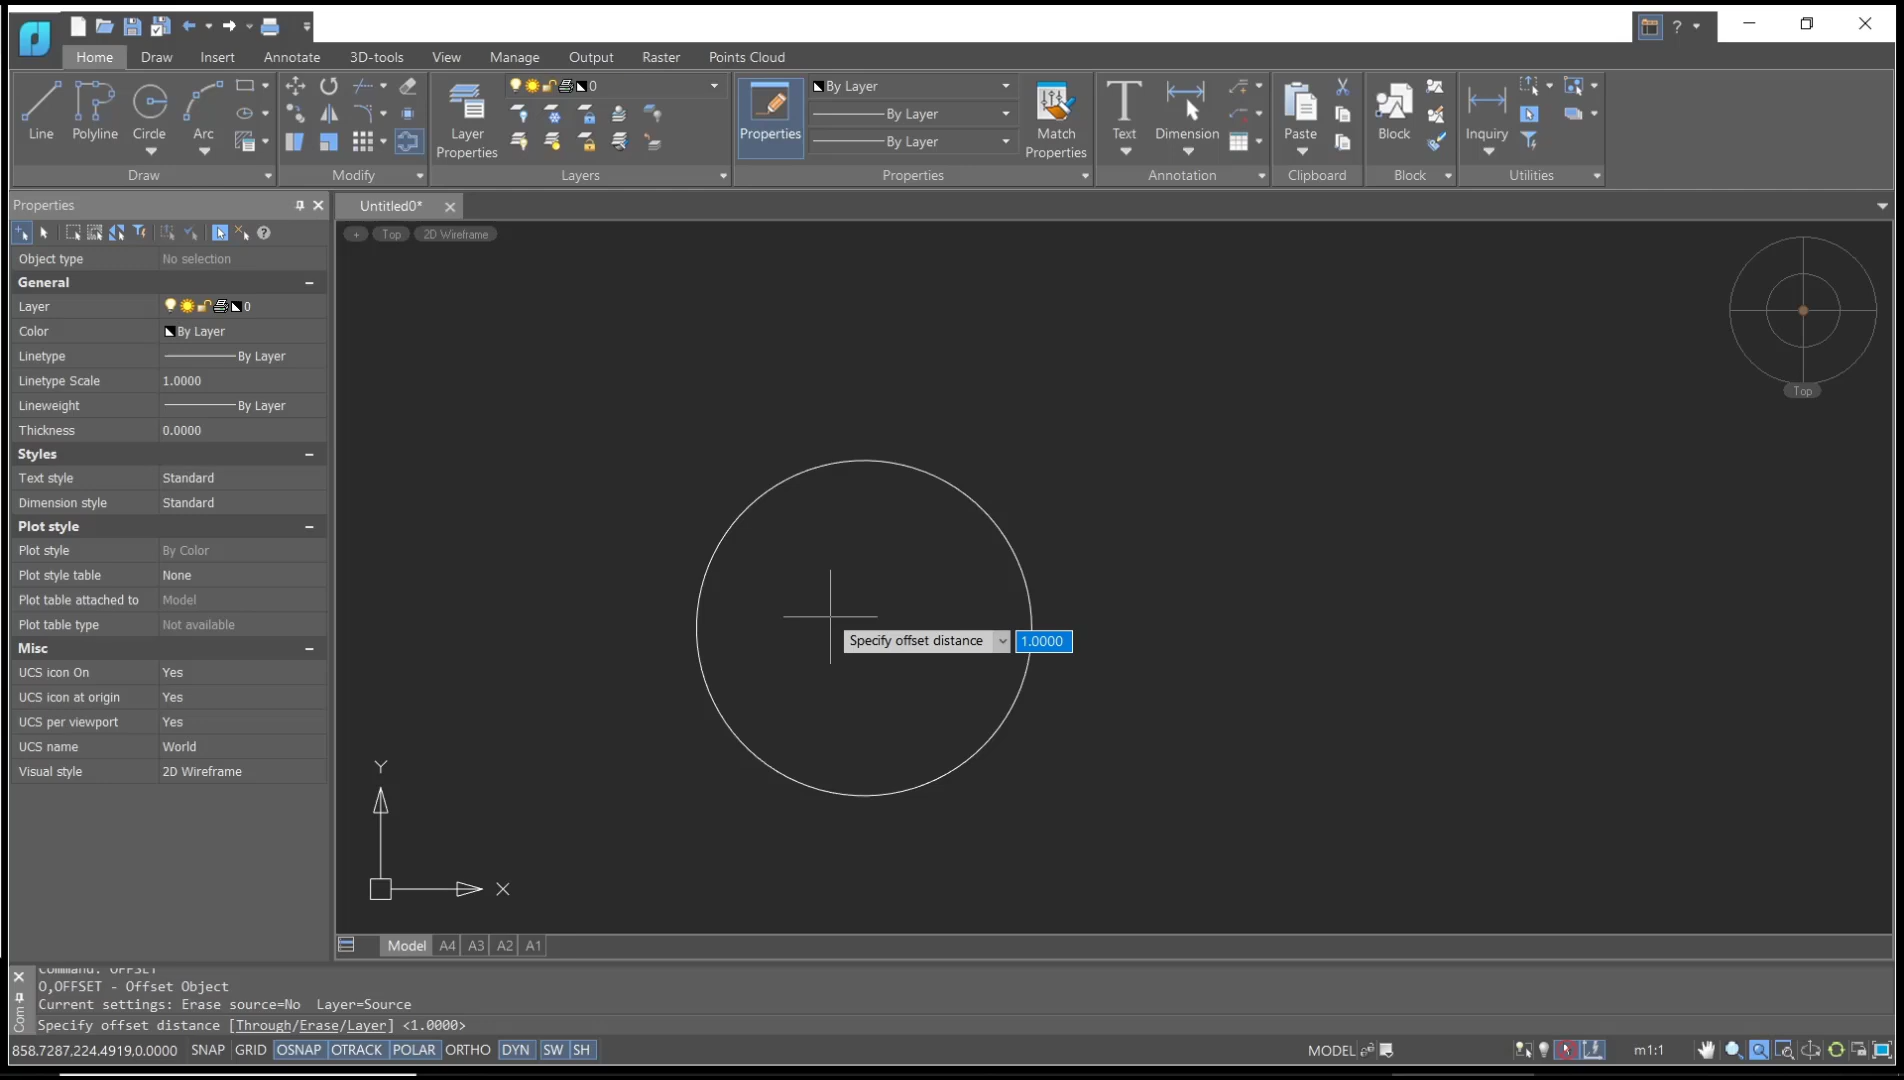 ?
Home Draw Insert Annotate 3D-tools View Manage Output Raster Points Cloud
0 By Layer
By Layer
By Layer
Line Polyline Circle Arc
Layer Properties
Properties
Match Properties
Text Dimension
Paste
Block
Inquiry
Draw Modify Layers Properties Annotation Clipboard Block Utilities
Properties
Untitled0*
+ Top 2D Wireframe
Object type No selection
General
Layer 0
Color By Layer
Linetype By Layer
Linetype Scale 1.0000
Lineweight By Layer
Thickness 0.0000
Styles
Text style Standard
Dimension style Standard
Plot style
Plot style By Color
Plot style table None
Plot table attached to Model
Plot table type Not available
Misc
UCS icon On Yes
UCS icon at origin Yes
UCS per viewport Yes
UCS name World
Visual style 2D Wireframe
Top
Specify offset distance 1.0000
Y
X
Model A4 A3 A2 A1
Com
Command: OFFSET
O,OFFSET - Offset Object
Current settings: Erase source=No Layer=Source
Specify offset distance [Through/Erase/Layer] <1.0000>
858.7287,224.4919,0.0000 SNAP GRID OSNAP OTRACK POLAR ORTHO DYN SW SH MODEL m1:1